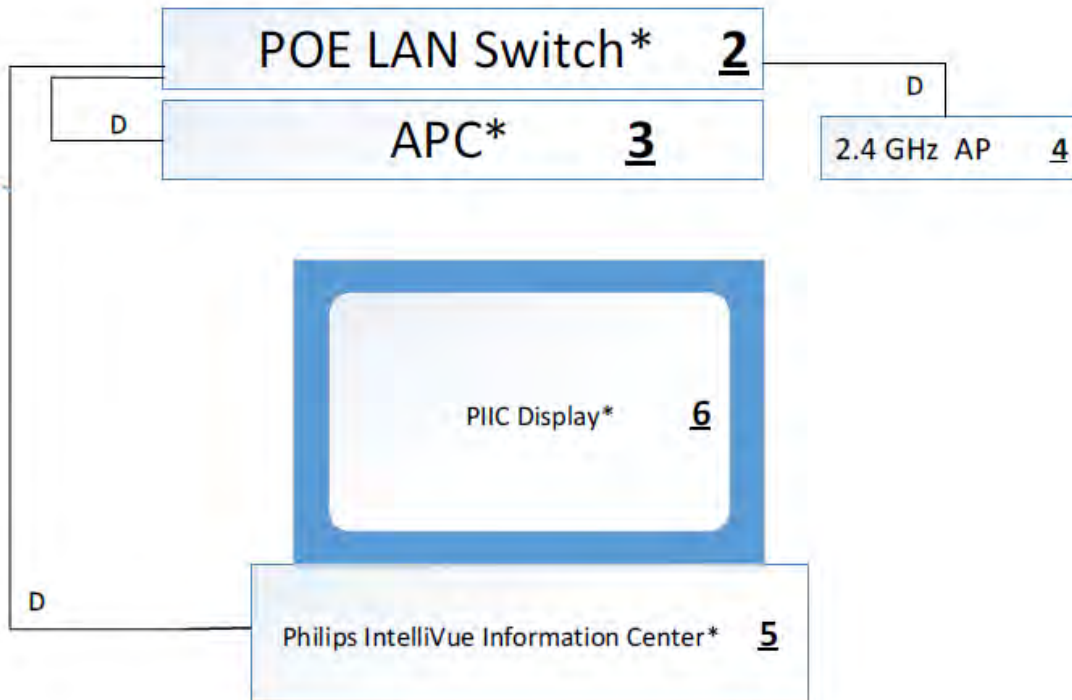 POE LAN Switch* 2
D
D
APC* 3
2.4 GHz AP 4
PIIC Display* 6
D
Philips IntelliVue Information Center* 5